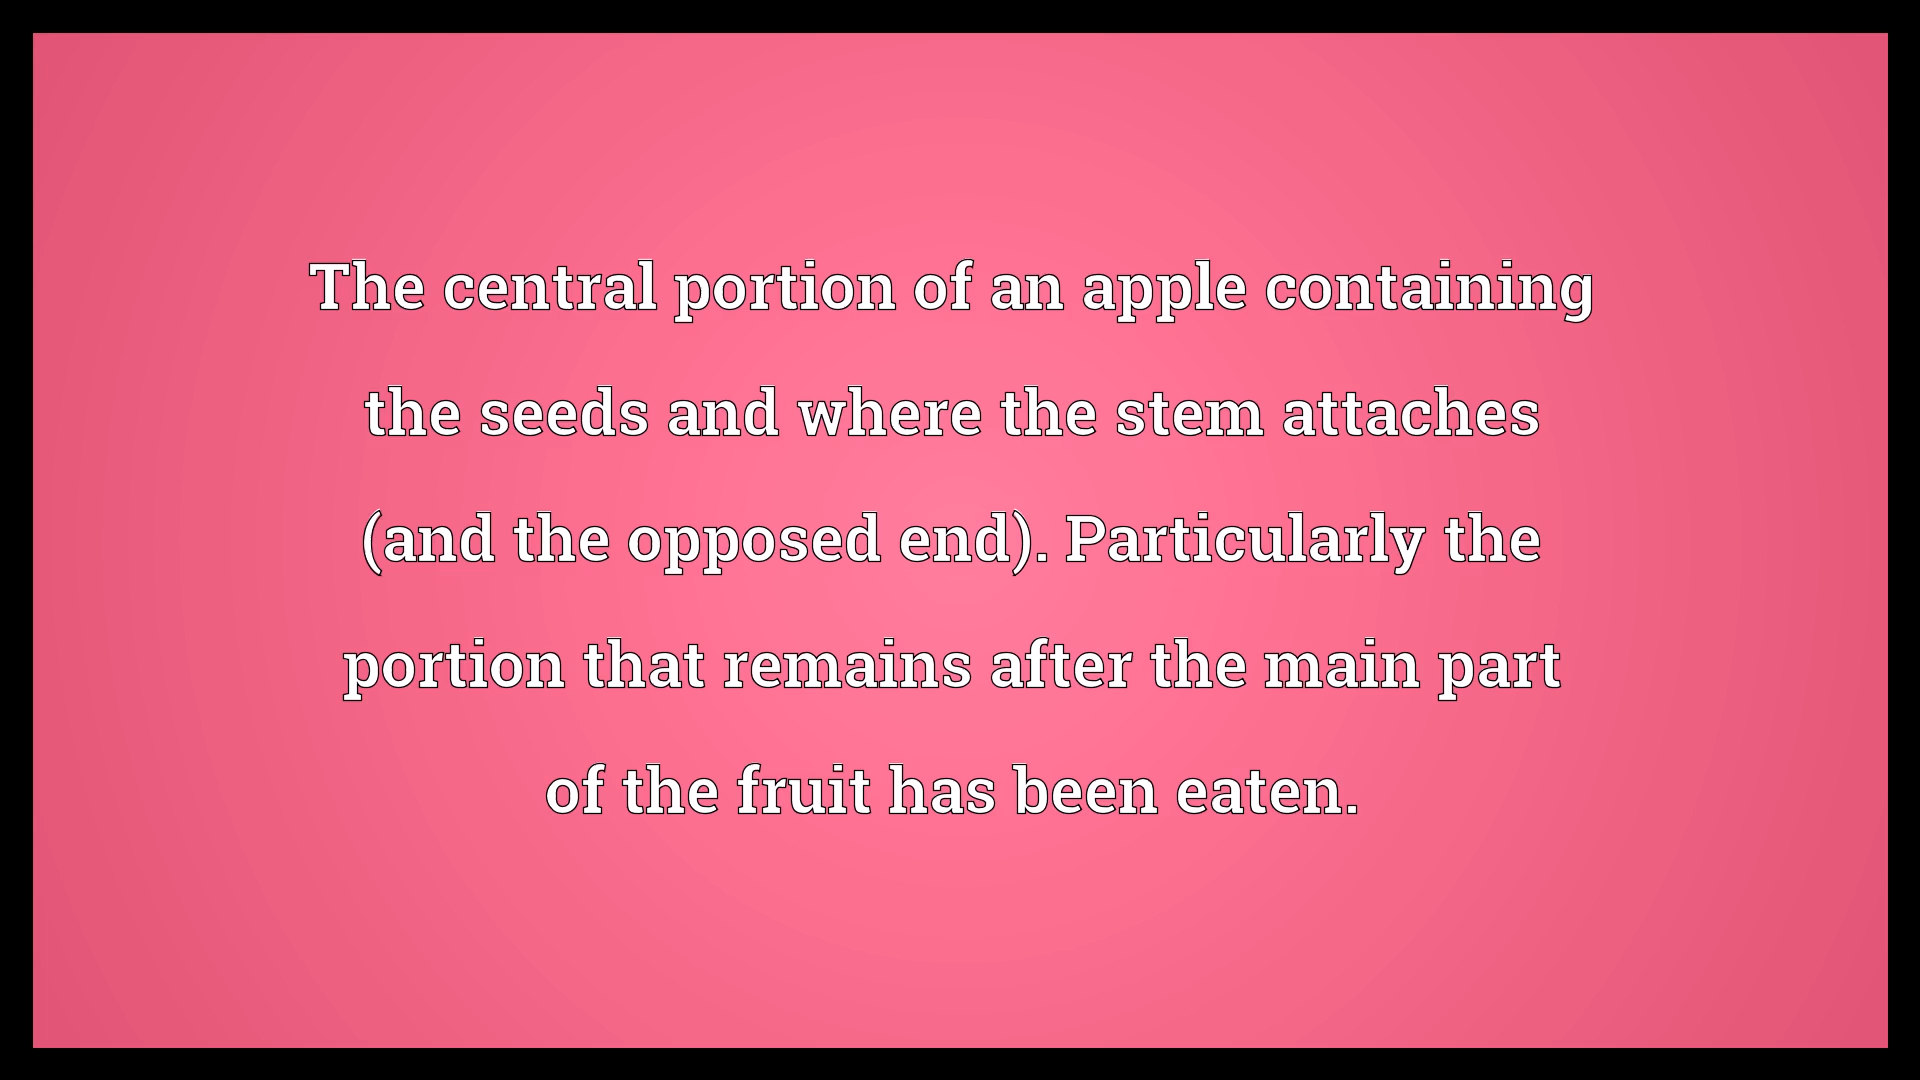 The central portion of an apple containing
the seeds and where the stem attaches
(and the opposed end). Particularly the
portion that remains after the main part
of the fruit has been eaten.